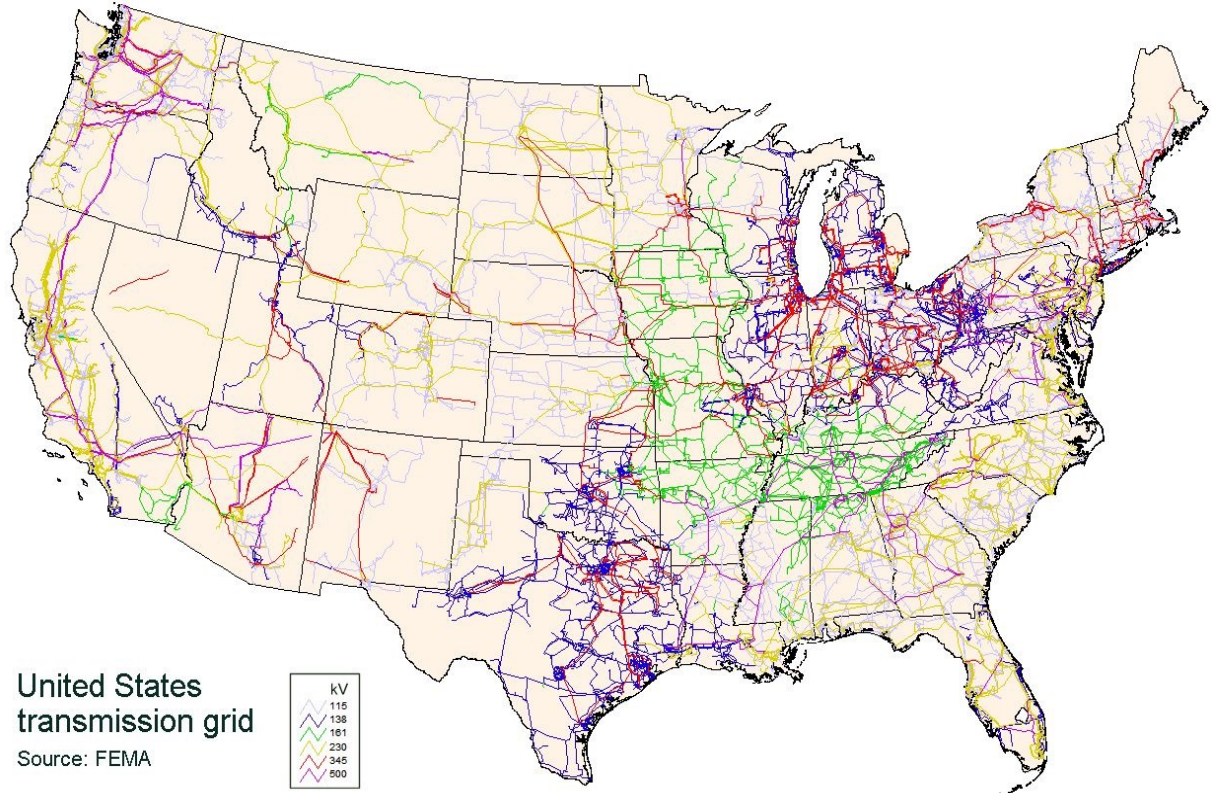 United States
transmission grid
Source: FEMA
kV
115
138
161
230
345
500